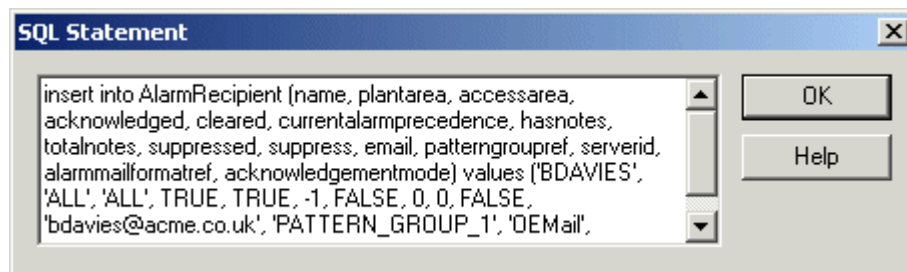 SQL Statement
insert into AlarmRecipient (name, plantarea, accessarea,
acknowledged, cleared, currentalarmprecedence, hasnotes,
totalnotes, suppressed, suppress, email, patterngroupref, serverid,
alarmmailformatref, acknowledgementmode) values ('BDAVIES',
'ALL', 'ALL', TRUE, TRUE, -1, FALSE, 0, 0, FALSE,
'bdavies@acme.co.uk', 'PATTERN_GROUP_1', 'OEMail',
OK
Help